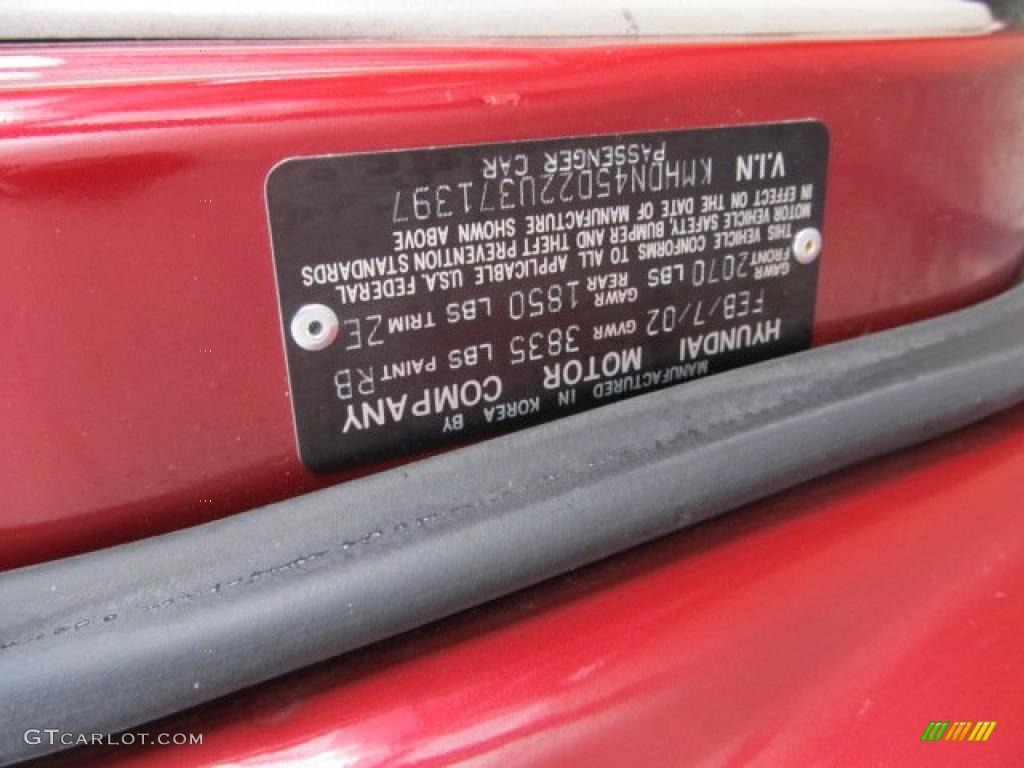 MANUFACTURED IN KOREA BY
HYUNDAI MOTOR COMPANY
FEB/7/02 GVWR 3835 LBS PAINT RB
GAWR FRONT 2070 LBS GAWR REAR 1850 LBS TRIM ZE
THIS VEHICLE CONFORMS TO ALL APPLICABLE U.S.A. FEDERAL
MOTOR VEHICLE SAFETY, BUMPER AND THEFT PREVENTION STANDARDS
IN EFFECT ON THE DATE OF MANUFACTURE SHOWN ABOVE
V.I.N KMHDN45D22U371397
PASSENGER CAR
GTCARLOT.COM